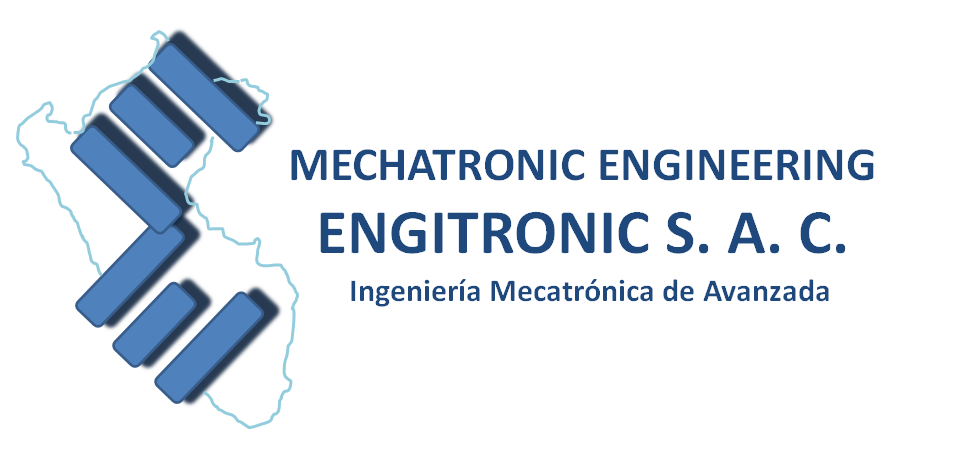 MECHATRONIC ENGINEERING
ENGITRONIC S. A. C.
Ingeniería Mecatrónica de Avanzada